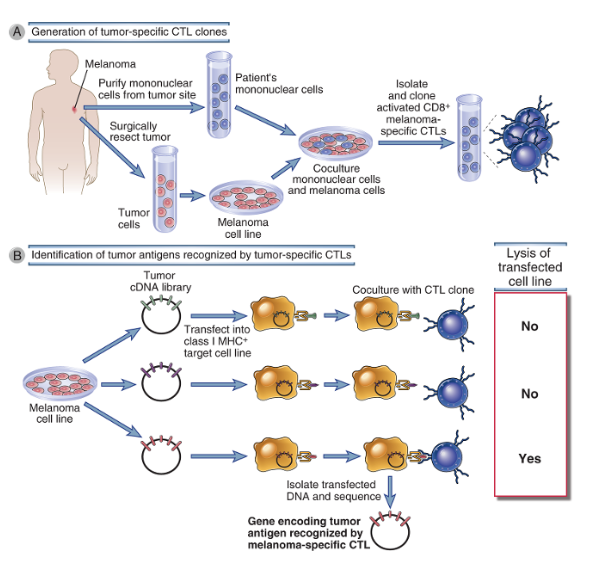 A Generation of tumor-specific CTL clones
Melanoma
Purify mononuclear
cells from tumor site
Patient's
mononuclear cells
Surgically
resect tumor
Tumor
cells
Melanoma
cell line
Coculture
mononuclear cells
and melanoma cells
Isolate
and clone
activated CD8+
melanoma-
specific CTLs
B Identification of tumor antigens recognized by tumor-specific CTLs
Lysis of
transfected
cell line
Tumor
cDNA library
Transfect into
class I MHC+
target cell line
Coculture with CTL clone
No
Melanoma
cell line
No
Yes
Isolate transfected
DNA and sequence
Gene encoding tumor
antigen recognized by
melanoma-specific CTL